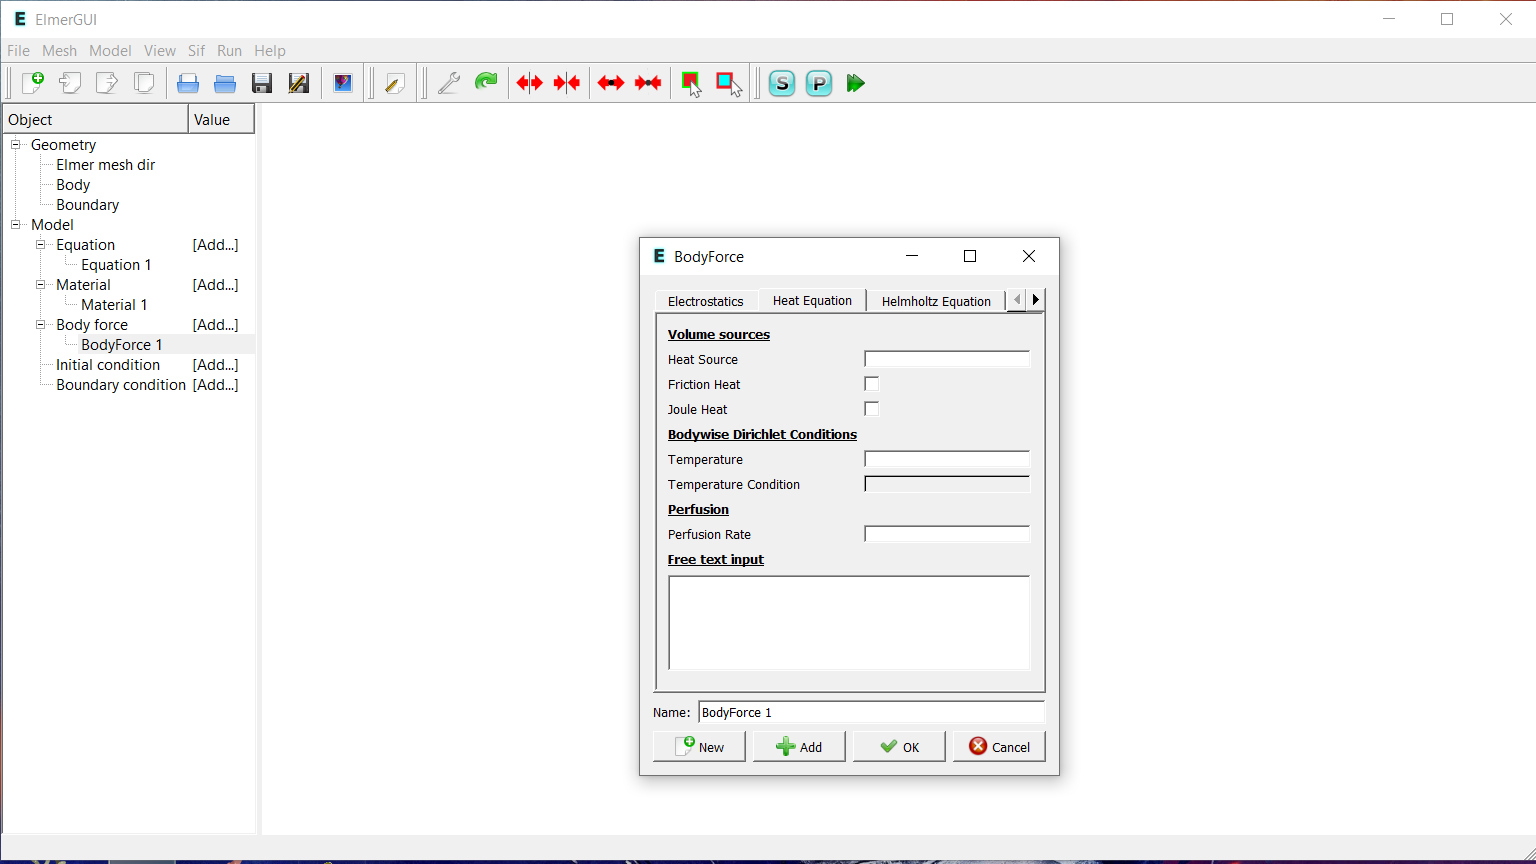 E ElmerGUI
File Mesh Model View Sif Run Help
S P
Object Value
Geometry
Elmer mesh dir
Body
Boundary
Model
Equation [Add...]
Equation 1
Material [Add...]
Material 1
Body force [Add...]
BodyForce 1
Initial condition [Add...]
Boundary condition [Add...]
E BodyForce
Electrostatics Heat Equation Helmholtz Equation
Volume sources
Heat Source
Friction Heat
Joule Heat
Bodywise Dirichlet Conditions
Temperature
Temperature Condition
Perfusion
Perfusion Rate
Free text input
Name: BodyForce 1
New Add OK Cancel